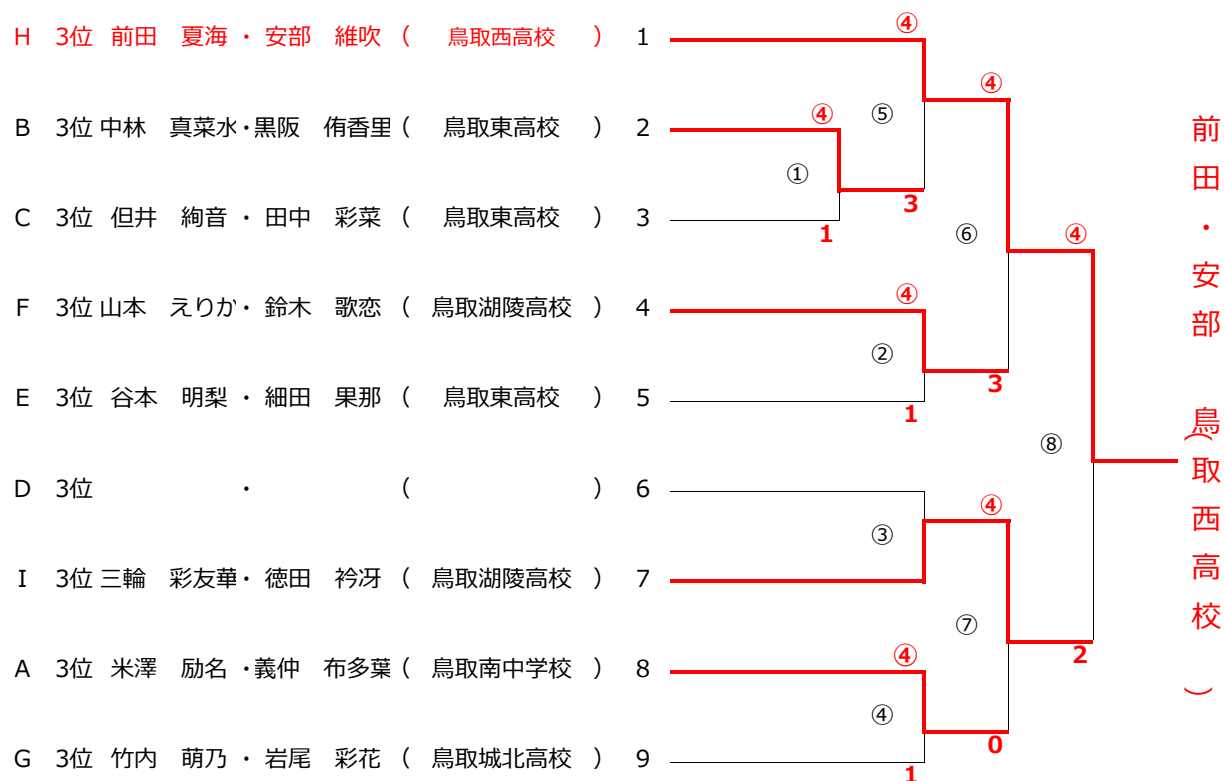 H 3位 前田 夏海 ・ 安部 維吹 ( 鳥取西高校 ) 1
④
④
B 3位 中林 真菜水・黒阪 侑香里 ( 鳥取東高校 ) 2
④
⑤
①
3
C 3位 但井 絢音 ・ 田中 彩菜 ( 鳥取東高校 ) 3
1
⑥
④
F 3位 山本 えりか・ 鈴木 歌恋 ( 鳥取湖陵高校 ) 4
④
②
3
E 3位 谷本 明梨 ・ 細田 果那 ( 鳥取東高校 ) 5
1
⑧
D 3位 ・ ( ) 6
④
③
I 3位 三輪 彩友華・ 徳田 衿冴 ( 鳥取湖陵高校 ) 7
⑦
2
A 3位 米澤 励名 ・義仲 布多葉 ( 鳥取南中学校 ) 8
④
④
0
G 3位 竹内 萌乃 ・ 岩尾 彩花 ( 鳥取城北高校 ) 9
1
前田・安部 (鳥取西高校 )